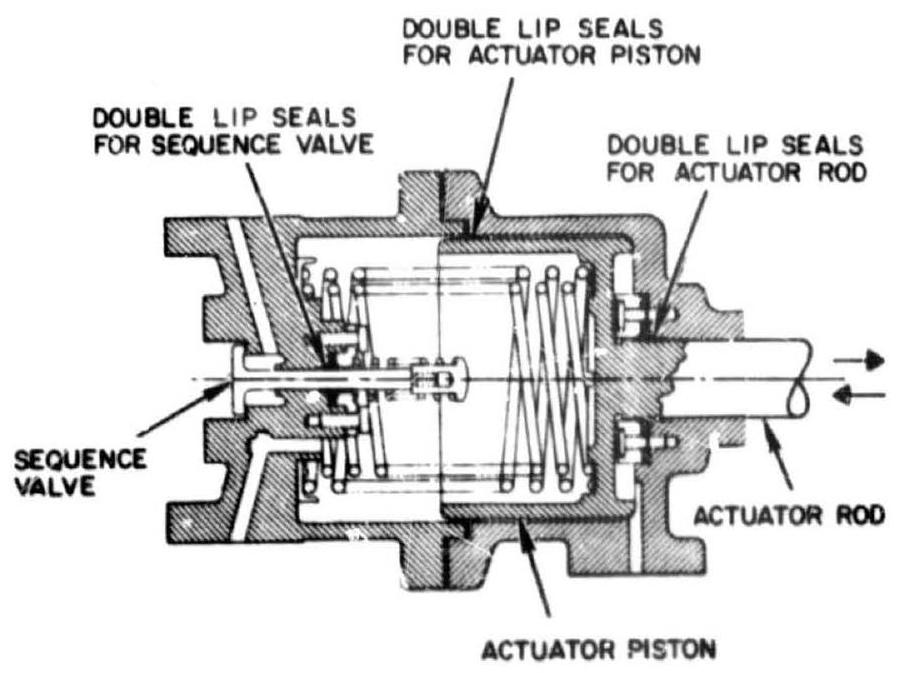 DOUBLE LIP SEALS
FOR ACTUATOR PISTON
DOUBLE LIP SEALS
FOR SEQUENCE VALVE
DOUBLE LIP SEALS
FOR ACTUATOR ROD
SEQUENCE
VALVE
ACTUATOR ROD
ACTUATOR PISTON